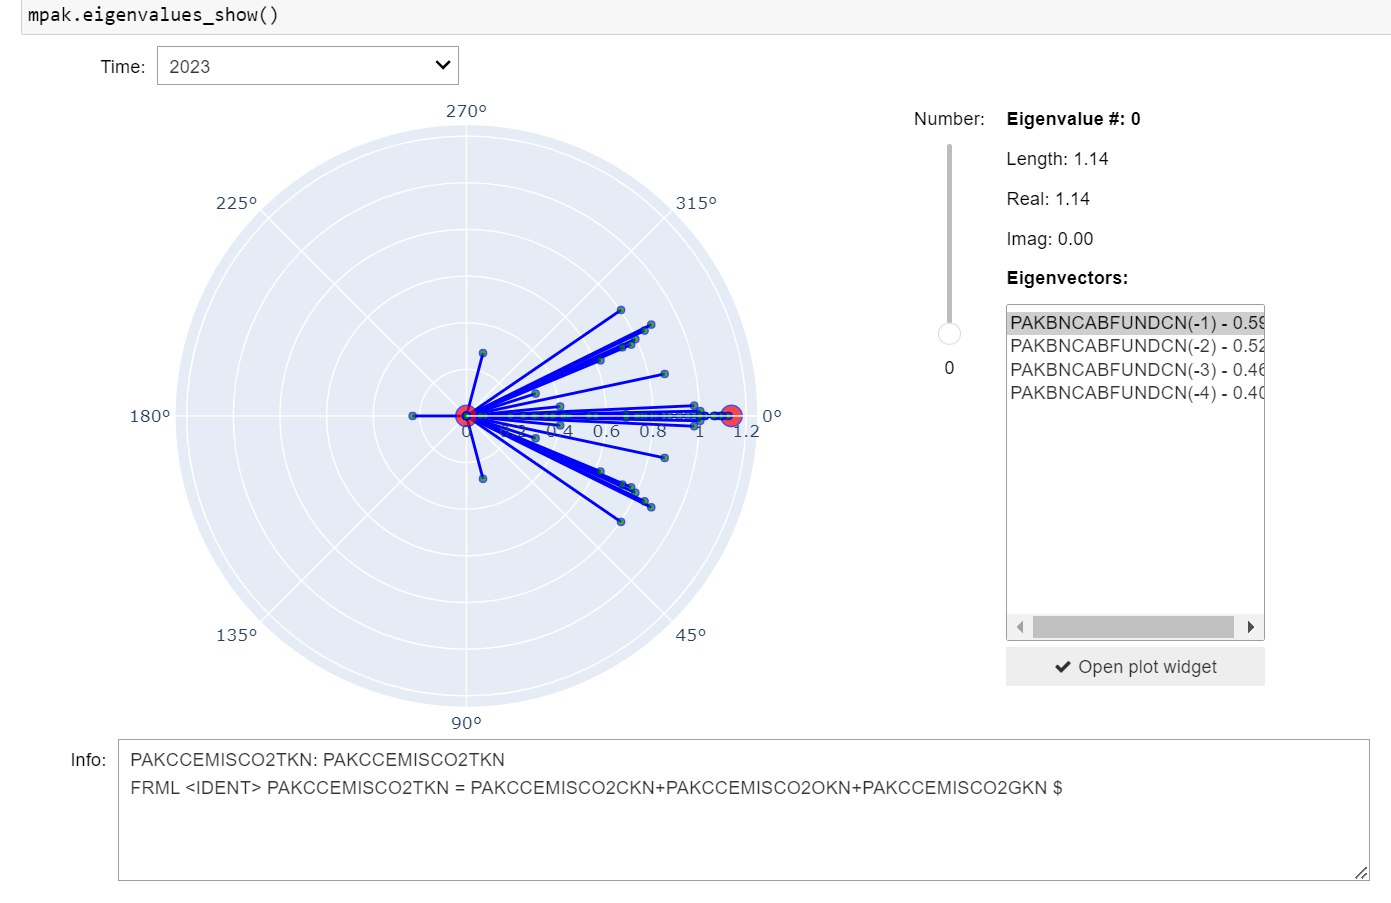 mpak.eigenvalues_show()
Time: 2023
270°
225°
315°
180°
0°
0 0.2 0.4 0.6 0.8 1 1.2
135°
45°
90°
Number:
0
Eigenvalue #: 0
Length: 1.14
Real: 1.14
Imag: 0.00
Eigenvectors:
PAKBNCABFUNDCN(-1) - 0.59
PAKBNCABFUNDCN(-2) - 0.52
PAKBNCABFUNDCN(-3) - 0.46
PAKBNCABFUNDCN(-4) - 0.40
Open plot widget
Info: PAKCCEMISCO2TKN: PAKCCEMISCO2TKN
FRML <IDENT> PAKCCEMISCO2TKN = PAKCCEMISCO2CKN+PAKCCEMISCO2OKN+PAKCCEMISCO2GKN $